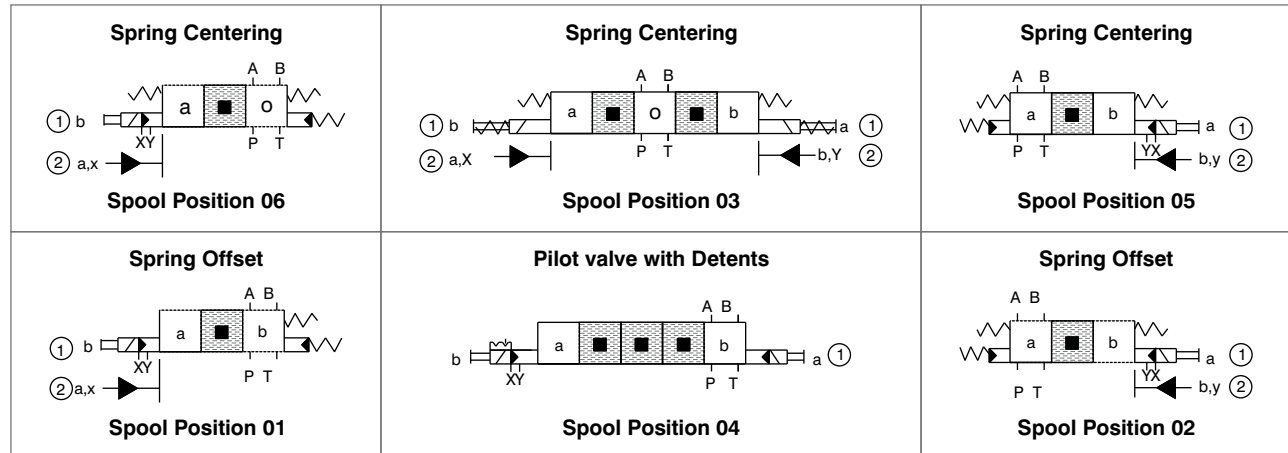 Spring Centering
A B
a o
① b
XY
P T
② a,x
Spool Position 06
Spring Centering
A B
a o b
① b
a ①
P T
② a,X
b,Y ②
Spool Position 03
Spring Centering
A B
a b
a ①
P T
YX
b,y ②
Spool Position 05
Spring Offset
A B
a b
① b
XY
P T
② a,x
Spool Position 01
Pilot valve with Detents
A B
a b
b
a ①
XY
P T
Spool Position 04
Spring Offset
A B
a b
a ①
YX
P T
b,y ②
Spool Position 02